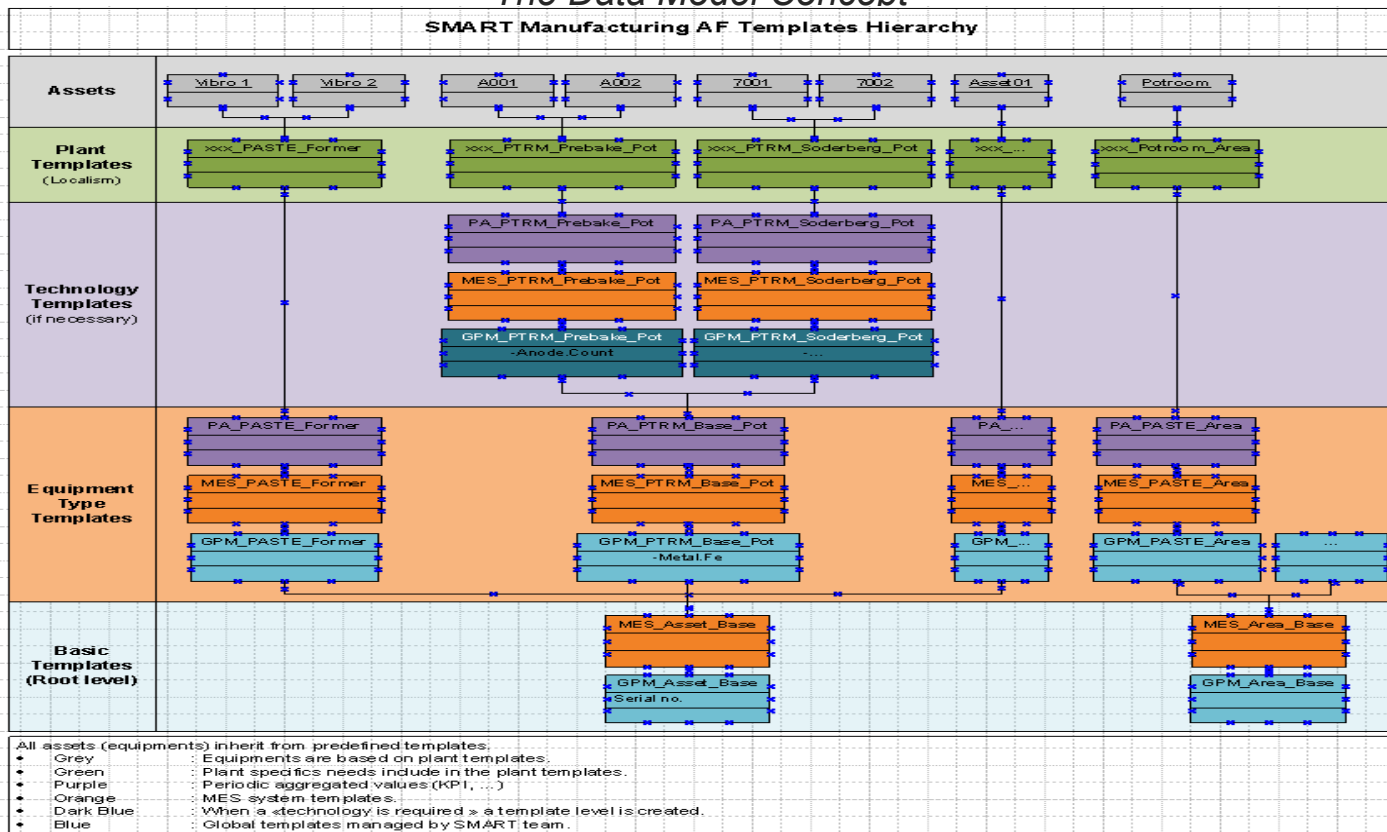 The Data Model Concept
SMART Manufacturing AF Templates Hierarchy
Assets
Vibro 1
Vibro 2
A001
A002
7001
7002
Asset01
Potroom
Plant
Templates
(Localism)
xxx_PASTE_Former
xxx_PTRM_Prebake_Pot
xxx_PTRM_Soderberg_Pot
xxx_...
xxx_Potroom_Area
Technology
Templates
(if necessary)
PA_PTRM_Prebake_Pot
PA_PTRM_Soderberg_Pot
MES_PTRM_Prebake_Pot
MES_PTRM_Soderberg_Pot
GPM_PTRM_Prebake_Pot
-Anode.Count
GPM_PTRM_Soderberg_Pot
-...
Equipment
Type
Templates
PA_PASTE_Former
PA_PTRM_Base_Pot
PA_...
PA_PASTE_Area
MES_PASTE_Former
MES_PTRM_Base_Pot
MES_...
MES_PASTE_Area
GPM_PASTE_Former
GPM_PTRM_Base_Pot
-Metal.Fe
GPM_...
GPM_PASTE_Area
...
Basic
Templates
(Root level)
MES_Asset_Base
MES_Area_Base
GPM_Asset_Base
Serial no.
GPM_Area_Base
All assets (equipments) inherit from predefined templates.
• Grey : Equipments are based on plant templates.
• Green : Plant specifics needs include in the plant templates.
• Purple : Periodic aggregated values (KPI, ...)
• Orange : MES system templates.
• Dark Blue : When a «technology is required » a template level is created.
• Blue : Global templates managed by SMART team.